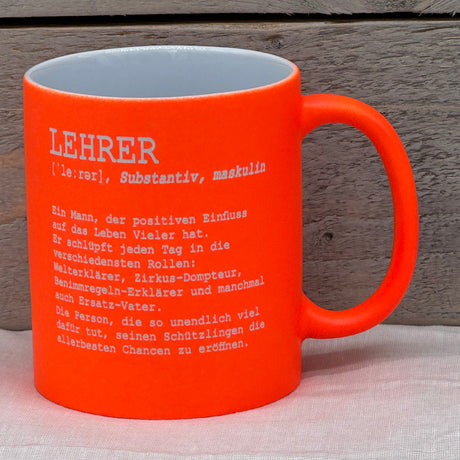 LEHRER
[ˈle:rər], Substantiv, maskulin
Ein Mann, der positiven Einfluss
auf das Leben Vieler hat.
Er schlüpft jeden Tag in die
verschiedensten Rollen:
Welterklärer, Zirkus-Dompteur,
Benimmregeln-Erklärer und manchmal
auch Ersatz-Vater.
Die Person, die so unendlich viel
dafür tut, seinen Schützlingen die
allerbesten Chancen zu eröffnen.